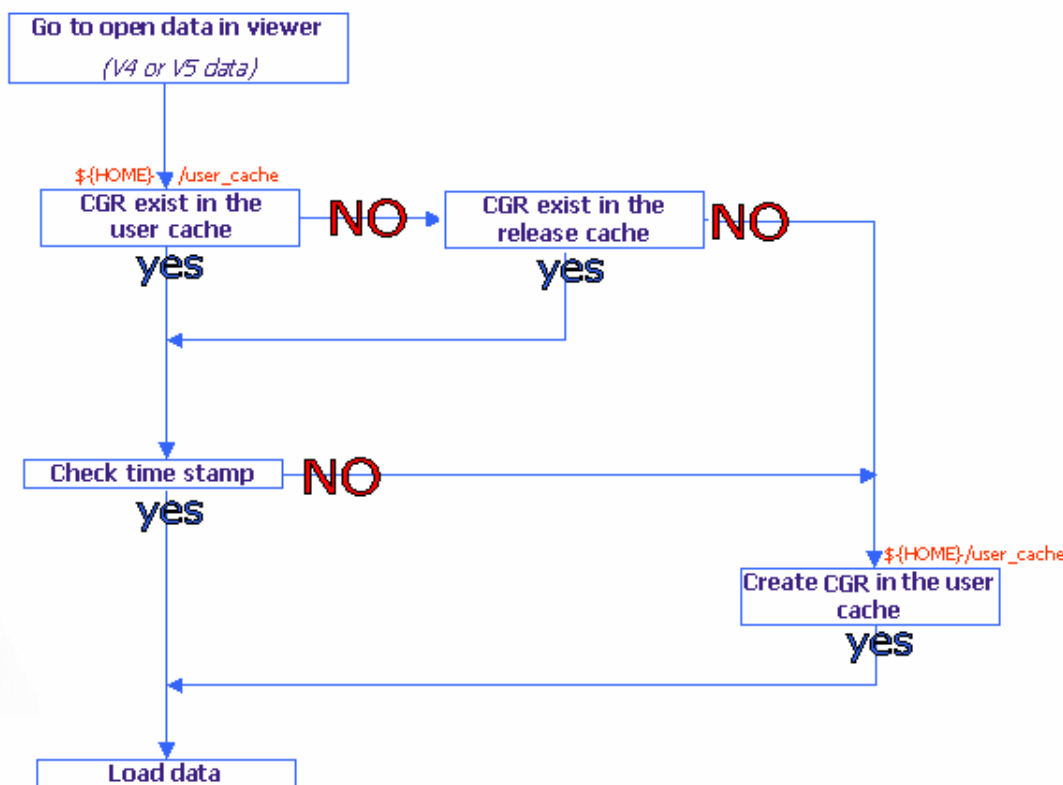 Go to open data in viewer
(V4 or V5 data)
${HOME} /user_cache
CGR exist in the
user cache
NO
CGR exist in the
release cache
NO
yes
yes
Check time stamp
NO
yes
${HOME}/user_cache
Create CGR in the user
cache
yes
Load data